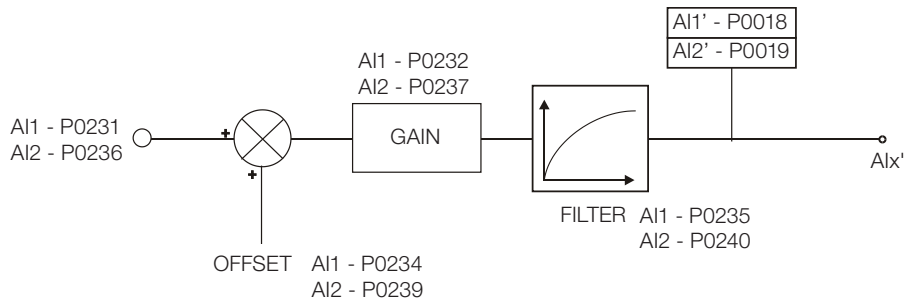 AI1' - P0018
AI2' - P0019
AI1 - P0232
AI2 - P0237
AI1 - P0231
AI2 - P0236
GAIN
AIx'
FILTER AI1 - P0235
AI2 - P0240
OFFSET AI1 - P0234
AI2 - P0239